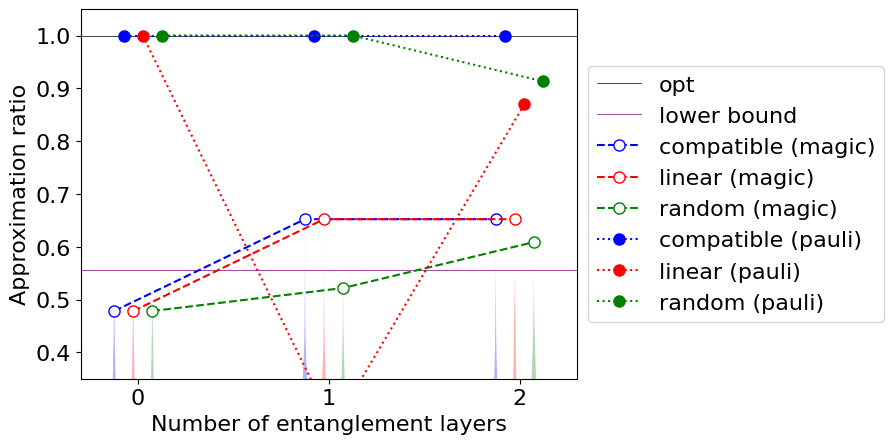 1.0
0.9
0.8
0.7
0.6
0.5
0.4
Approximation ratio
0 1 2
Number of entanglement layers
opt
lower bound
compatible (magic)
linear (magic)
random (magic)
compatible (pauli)
linear (pauli)
random (pauli)